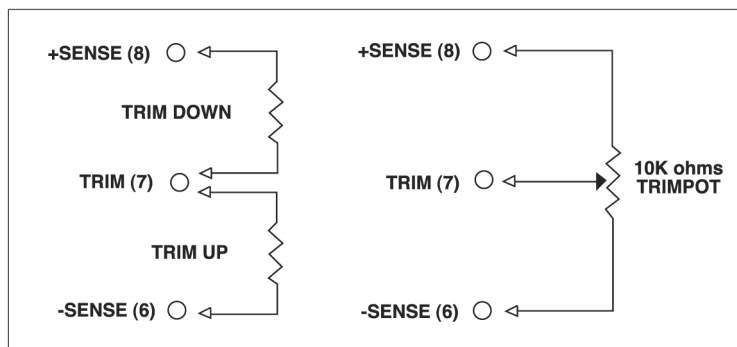 +SENSE (8)
TRIM DOWN
TRIM (7)
TRIM UP
-SENSE (6)
+SENSE (8)
TRIM (7)
10K ohms
TRIMPOT
-SENSE (6)